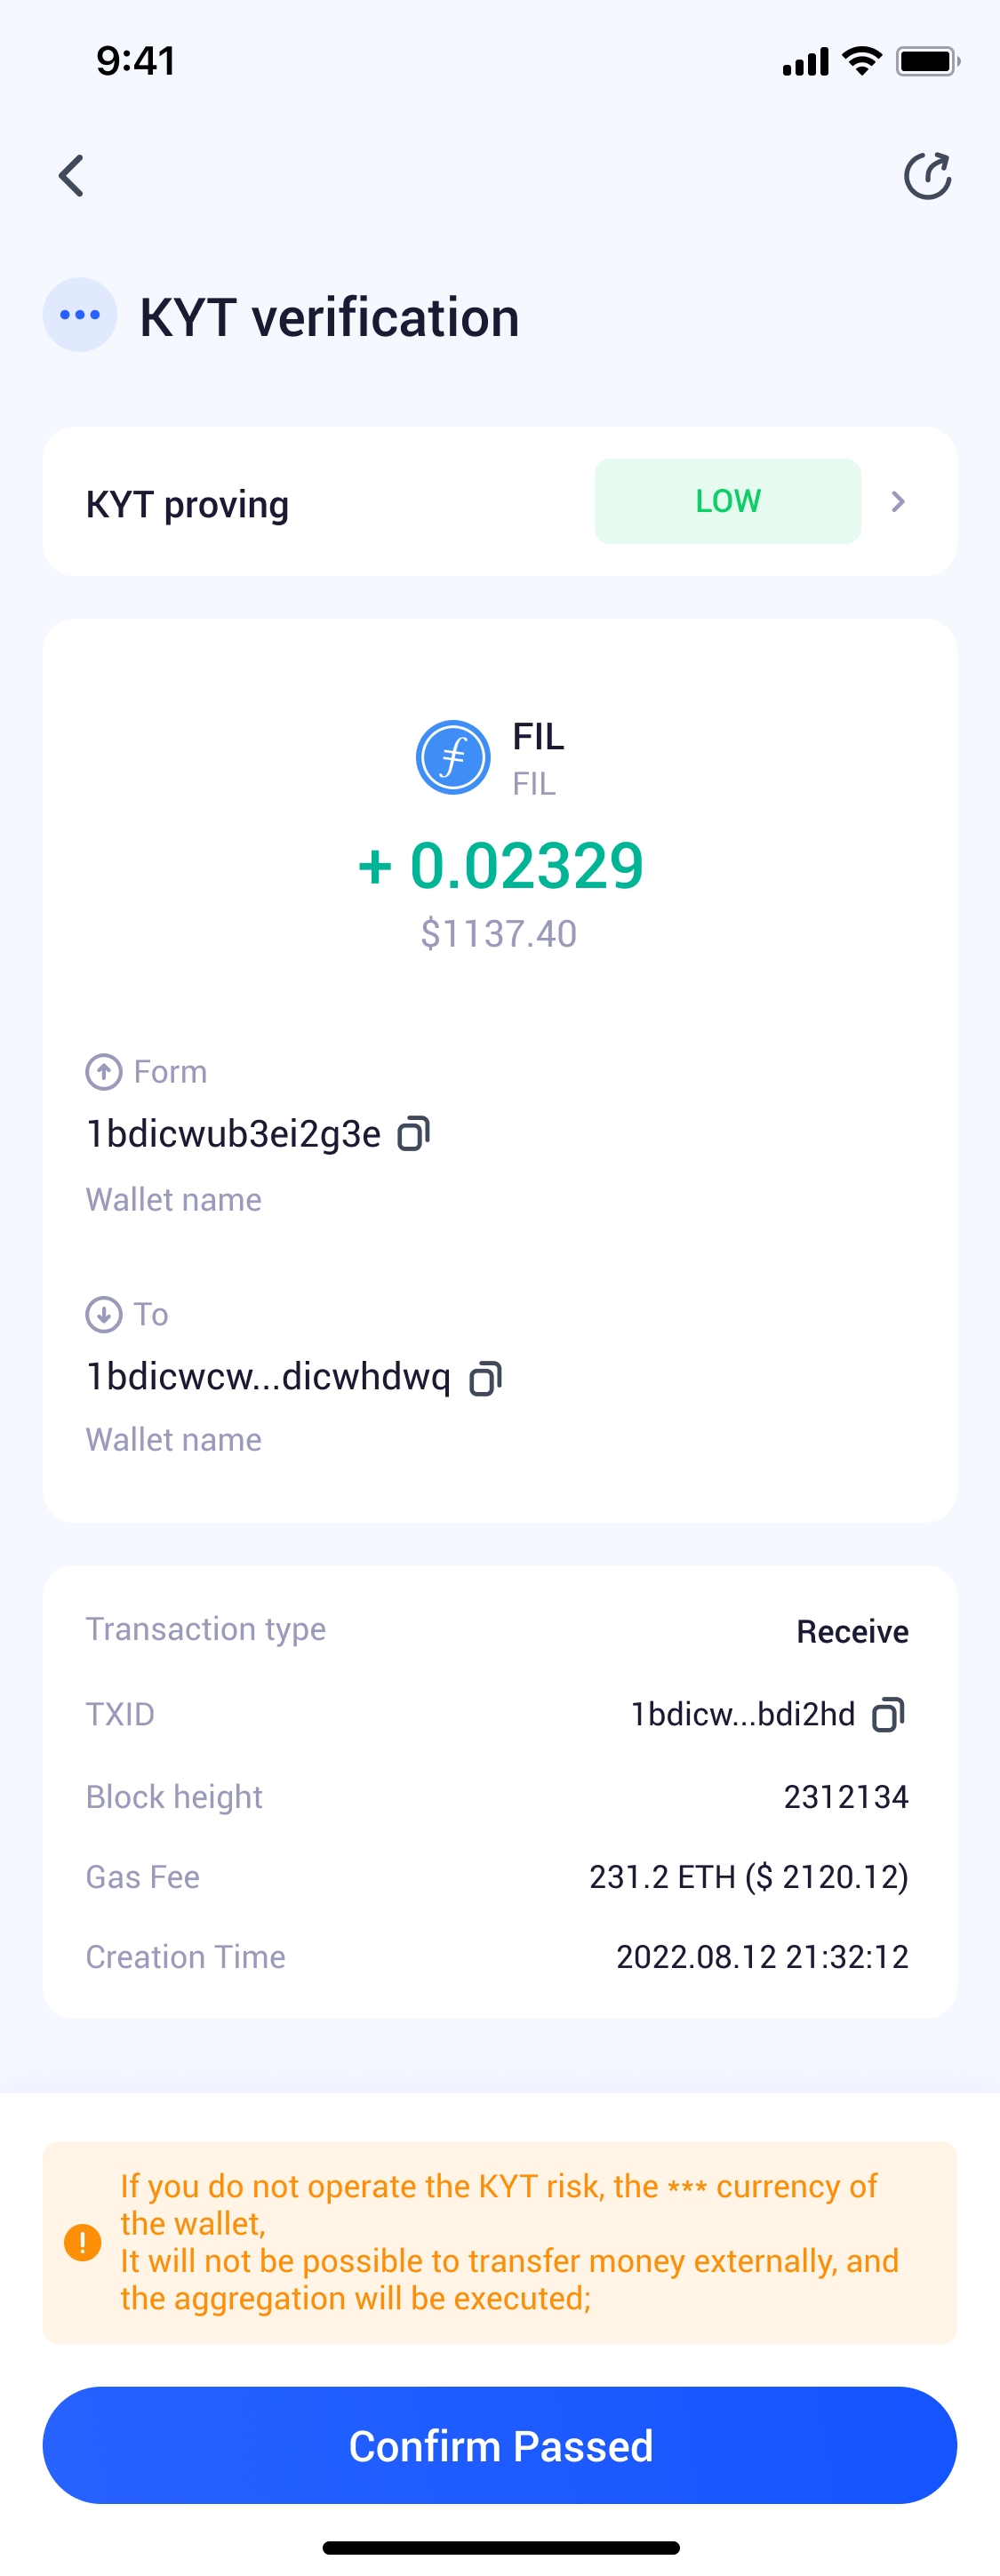 9:41
KYT verification
KYT proving
LOW
FIL
FIL
+ 0.02329
$1137.40
Form
1bdicwub3ei2g3e
Wallet name
To
1bdicwcw...dicwhdwq
Wallet name
Transaction type
Receive
TXID
1bdicw...bdi2hd
Block height
2312134
Gas Fee
231.2 ETH ($ 2120.12)
Creation Time
2022.08.12 21:32:12
If you do not operate the KYT risk, the *** currency of
the wallet,
It will not be possible to transfer money externally, and
the aggregation will be executed;
Confirm Passed